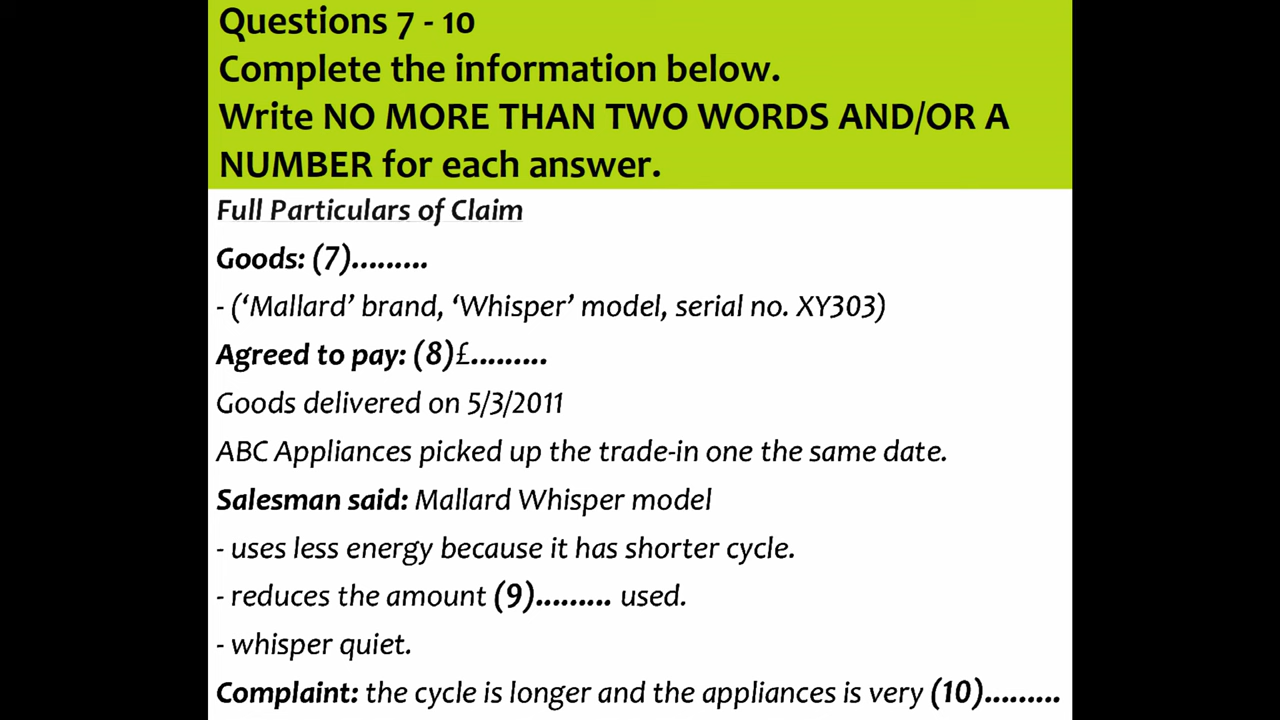 Questions 7 - 10
Complete the information below.
Write NO MORE THAN TWO WORDS AND/OR A
NUMBER for each answer.
Full Particulars of Claim
Goods: (7).........
- (‘Mallard’ brand, ‘Whisper’ model, serial no. XY303)
Agreed to pay: (8)£.........
Goods delivered on 5/3/2011
ABC Appliances picked up the trade-in one the same date.
Salesman said: Mallard Whisper model
- uses less energy because it has shorter cycle.
- reduces the amount (9)......... used.
- whisper quiet.
Complaint: the cycle is longer and the appliances is very (10).........